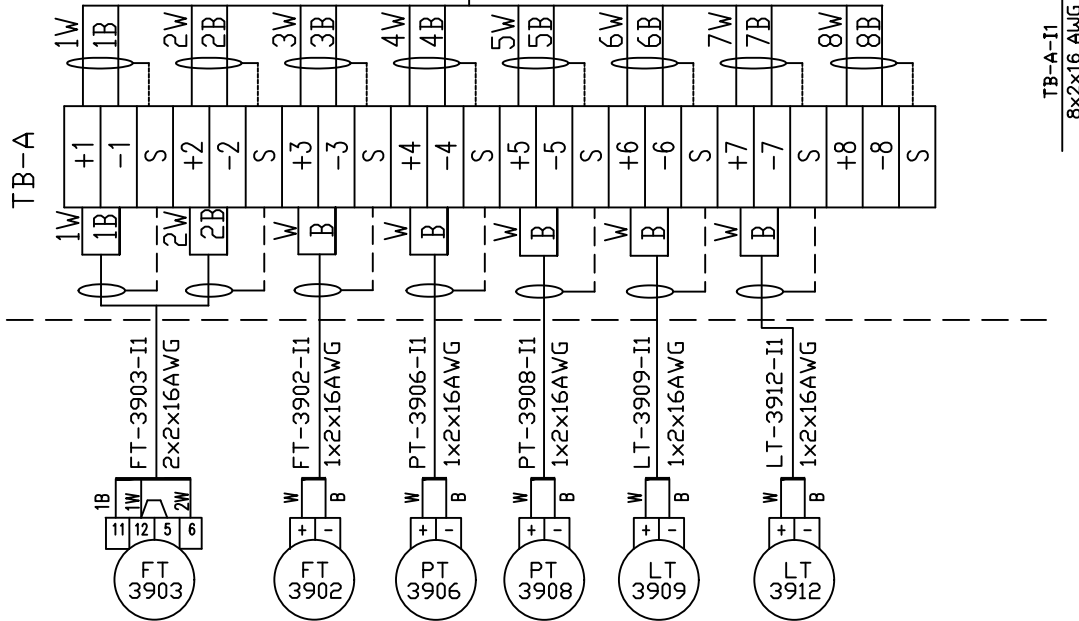 1W 1B 2W 2B 3W 3B 4W 4B 5W 5B 6W 6B 7W 7B 8W 8B
TB-A-I1
8x2x16 AWG
TB-A
+1 -1 S +2 -2 S +3 -3 S +4 -4 S +5 -5 S +6 -6 S +7 -7 S +8 -8 S
1W 1B 2W 2B W B W B W B W B W B
FT-3903-I1
2x2x16AWG
FT-3902-I1
1x2x16AWG
PT-3906-I1
1x2x16AWG
PT-3908-I1
1x2x16AWG
LT-3909-I1
1x2x16AWG
LT-3912-I1
1x2x16AWG
1B 1W 2W W B W B W B W B W B
11 12 5 6 + - + - + - + - + -
FT
3903
FT
3902
PT
3906
PT
3908
LT
3909
LT
3912